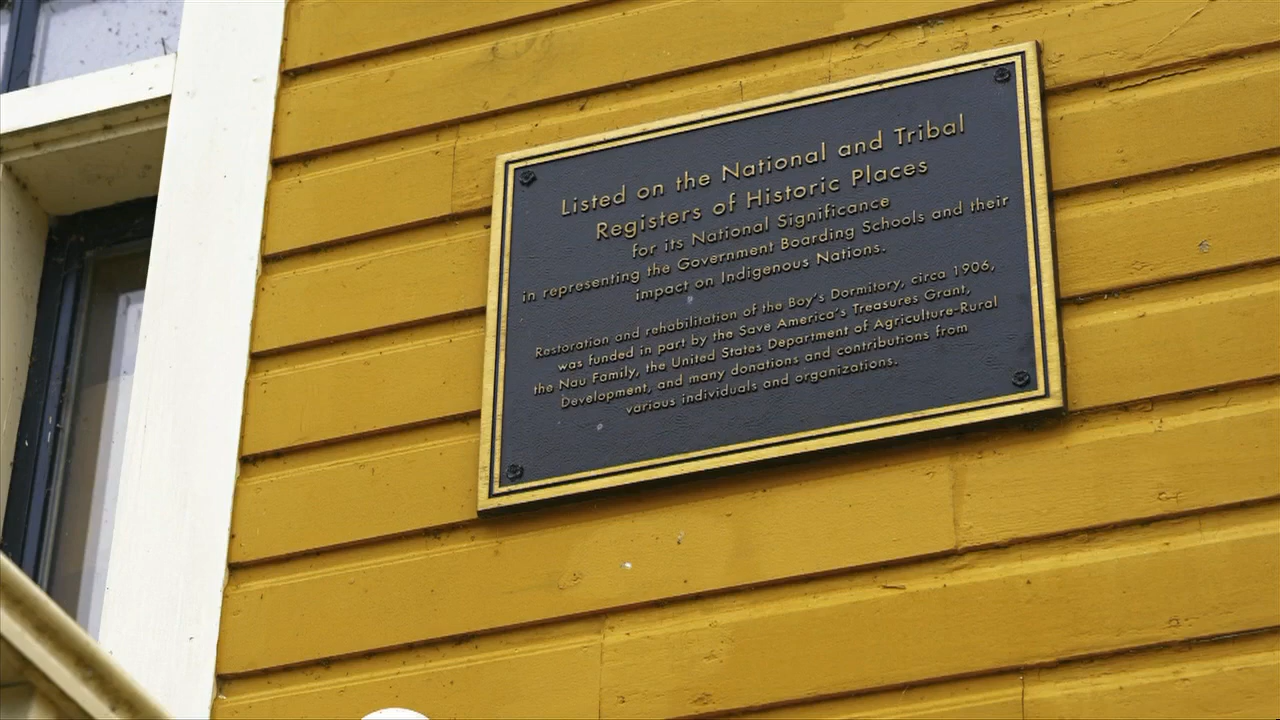 Listed on the National and Tribal
Registers of Historic Places
for its National Significance
in representing the Government Boarding Schools and their
impact on Indigenous Nations.
Restoration and rehabilitation of the Boy's Dormitory, circa 1906,
was funded in part by the Save America's Treasures Grant,
the Nau Family, the United States Department of Agriculture-Rural
Development, and many donations and contributions from
various individuals and organizations.